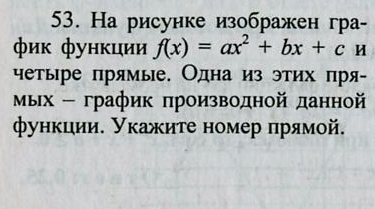 53. На рисунке изображен гра-
фик функции f(x) = ax² + bx + c и
четыре прямые. Одна из этих пря-
мых – график производной данной
функции. Укажите номер прямой.